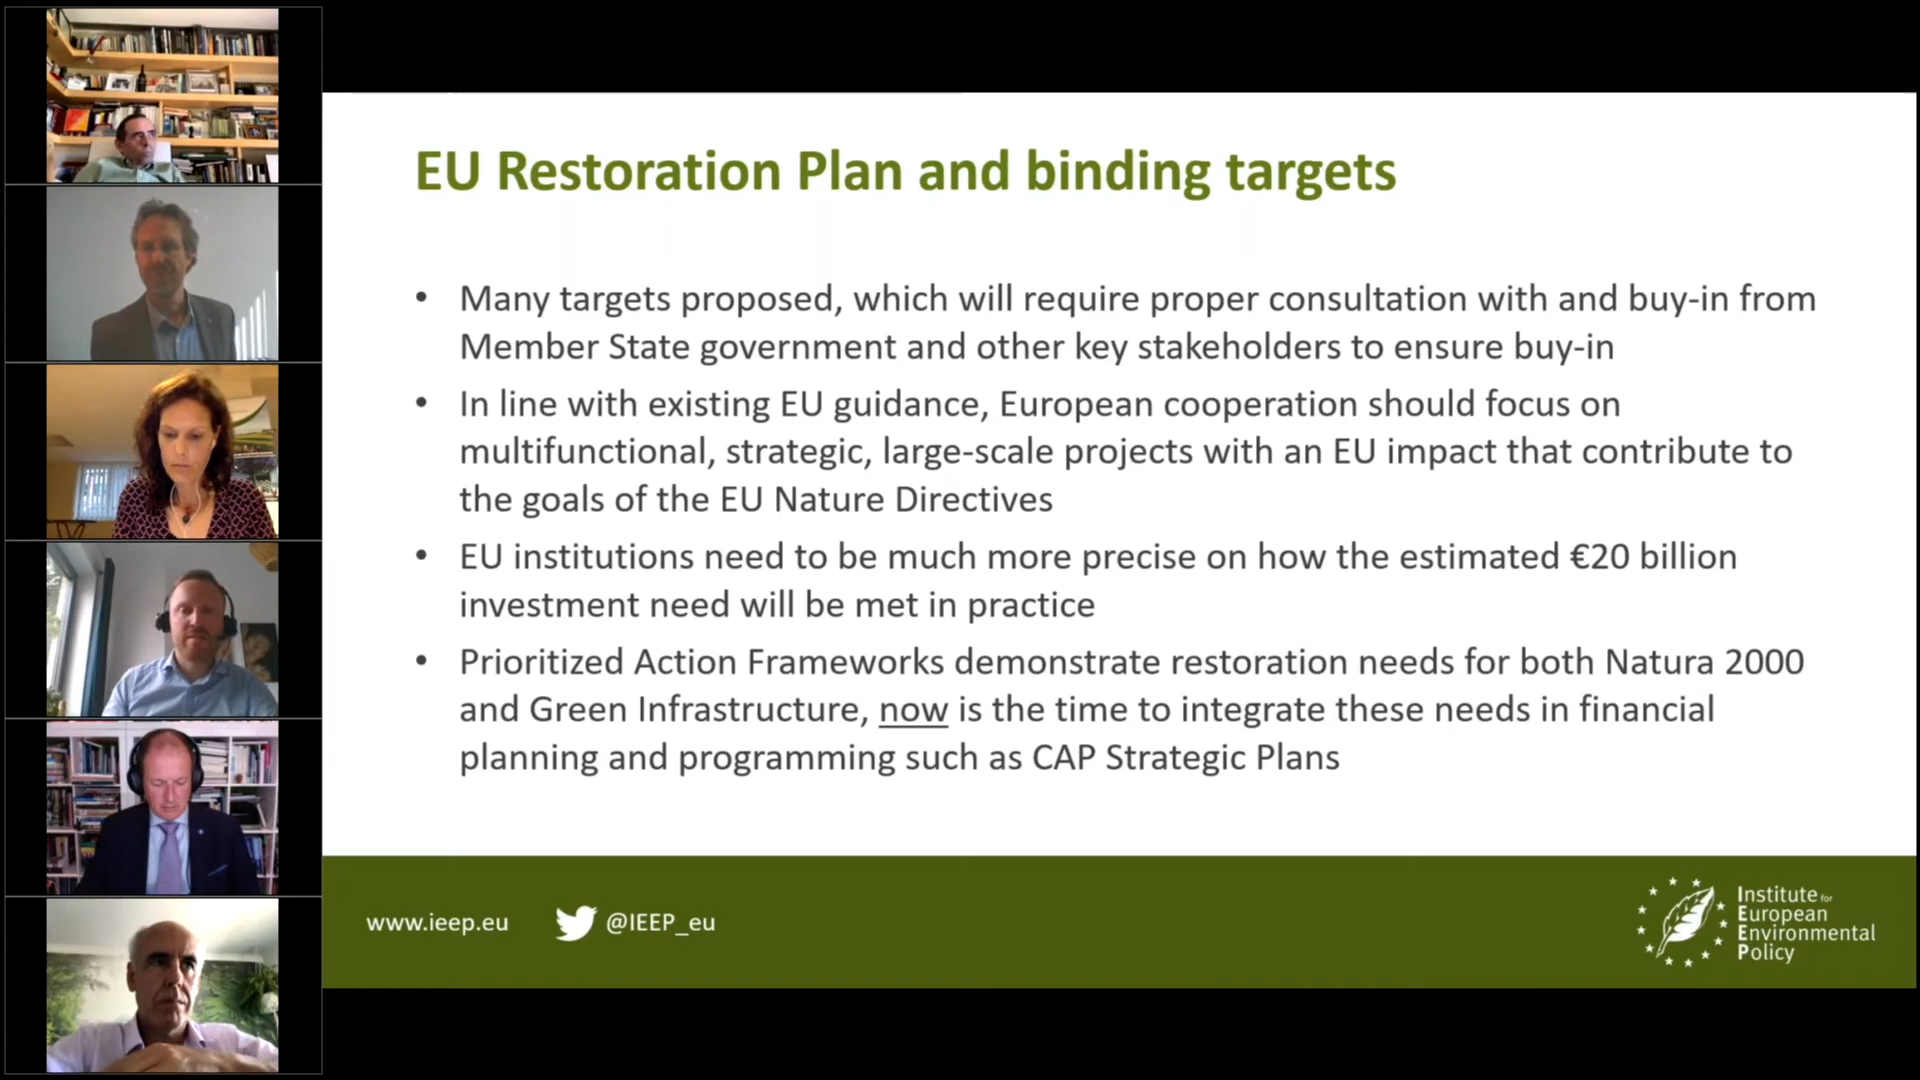 EU Restoration Plan and binding targets
• Many targets proposed, which will require proper consultation with and buy-in from
Member State government and other key stakeholders to ensure buy-in
• In line with existing EU guidance, European cooperation should focus on
multifunctional, strategic, large-scale projects with an EU impact that contribute to
the goals of the EU Nature Directives
• EU institutions need to be much more precise on how the estimated €20 billion
investment need will be met in practice
• Prioritized Action Frameworks demonstrate restoration needs for both Natura 2000
and Green Infrastructure, now is the time to integrate these needs in financial
planning and programming such as CAP Strategic Plans
www.ieep.eu @IEEP_eu
Institute for
European
Environmental
Policy